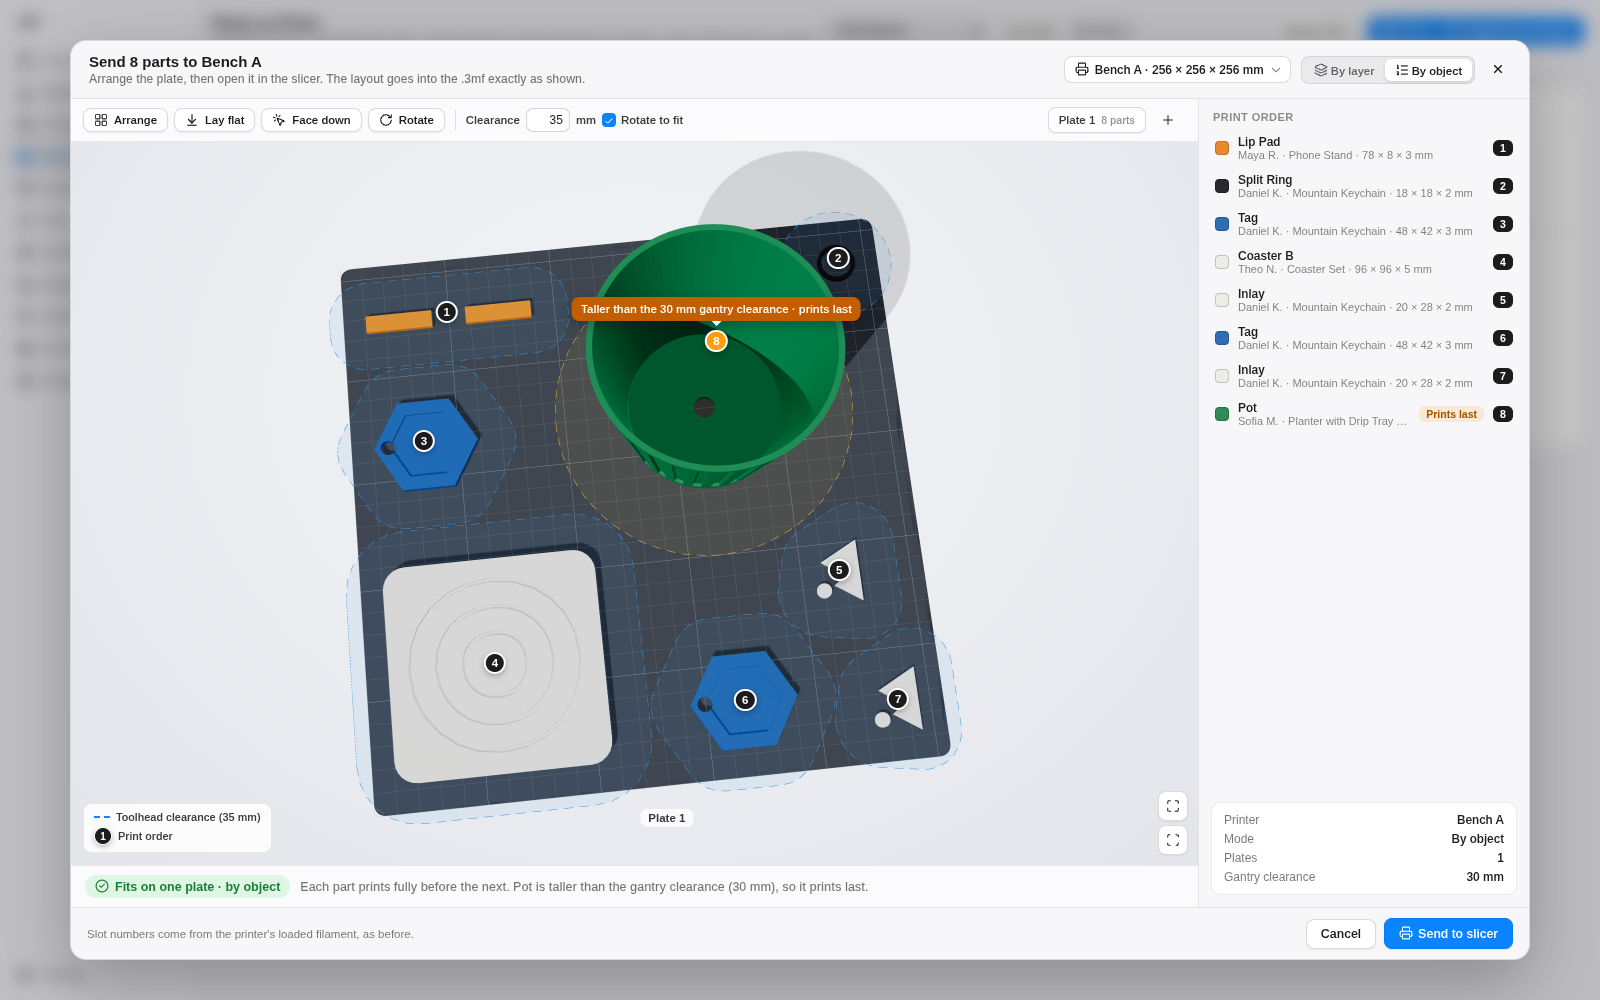 Send 8 parts to Bench A
Arrange the plate, then open it in the slicer. The layout goes into the .3mf exactly as shown.
Bench A · 256 × 256 × 256 mm
By layer
By object
Arrange
Lay flat
Face down
Rotate
Clearance
35
mm
Rotate to fit
Plate 1 8 parts
PRINT ORDER
Lip Pad
Maya R. · Phone Stand · 78 × 8 × 3 mm
1
Split Ring
Daniel K. · Mountain Keychain · 18 × 18 × 2 mm
2
Tag
Daniel K. · Mountain Keychain · 48 × 42 × 3 mm
3
Coaster B
Theo N. · Coaster Set · 96 × 96 × 5 mm
4
Inlay
Daniel K. · Mountain Keychain · 20 × 28 × 2 mm
5
Tag
Daniel K. · Mountain Keychain · 48 × 42 × 3 mm
6
Inlay
Daniel K. · Mountain Keychain · 20 × 28 × 2 mm
7
Pot
Sofia M. · Planter with Drip Tray …
Prints last
8
2
1
Taller than the 30 mm gantry clearance · prints last
8
3
5
4
6
7
Toolhead clearance (35 mm)
1 Print order
Plate 1
Printer Bench A
Mode By object
Plates 1
Gantry clearance 30 mm
Fits on one plate · by object
Each part prints fully before the next. Pot is taller than the gantry clearance (30 mm), so it prints last.
Slot numbers come from the printer's loaded filament, as before.
Cancel
Send to slicer